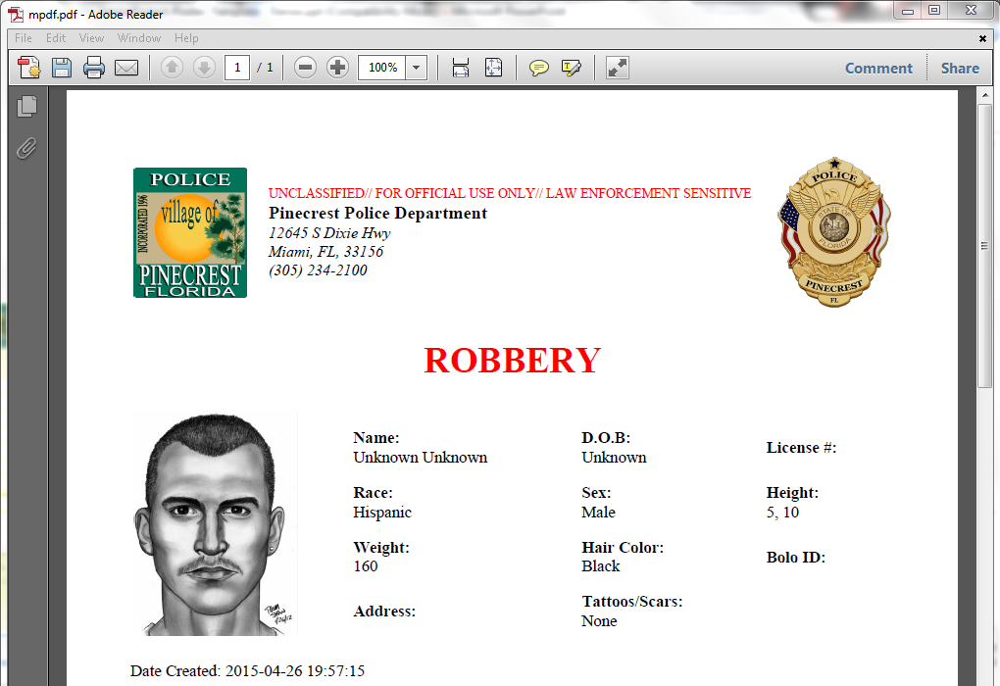 mpdf.pdf - Adobe Reader
File Edit View Window Help
1 / 1 100% Comment Share
POLICE
INCORPORATED 1996
village of
PINECREST
FLORIDA
UNCLASSIFIED// FOR OFFICIAL USE ONLY// LAW ENFORCEMENT SENSITIVE
Pinecrest Police Department
12645 S Dixie Hwy
Miami, FL, 33156
(305) 234-2100
POLICE
STATE OF
FLORIDA
PINECREST
FL
ROBBERY
Name: D.O.B: License #:
Unknown Unknown Unknown
Race: Sex: Height:
Hispanic Male 5, 10
Weight: Hair Color: Bolo ID:
160 Black
Address: Tattoos/Scars:
None
Date Created: 2015-04-26 19:57:15